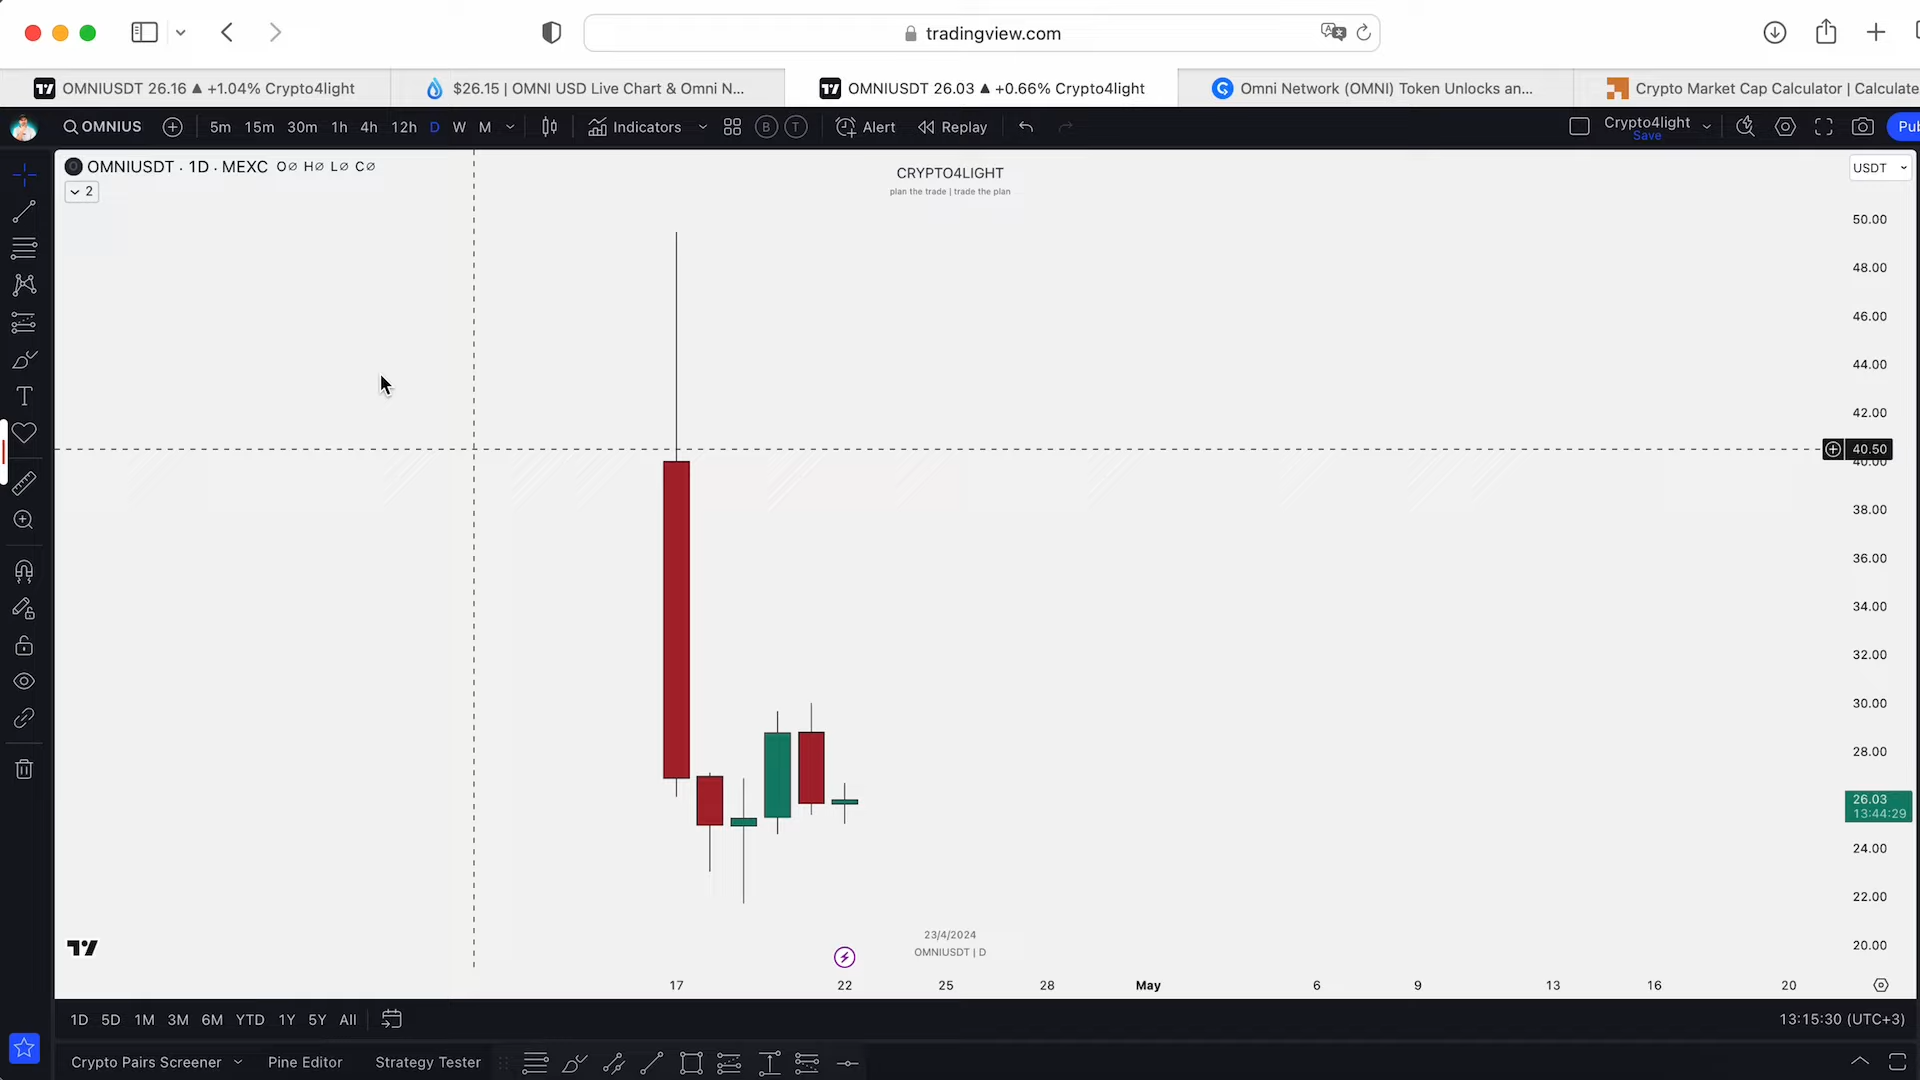 tradingview.com
OMNIUSDT 26.16 ▲ +1.04% Crypto4light
$26.15 | OMNI USD Live Chart & Omni N...
OMNIUSDT 26.03 ▲ +0.66% Crypto4light
Omni Network (OMNI) Token Unlocks an...
Crypto Market Cap Calculator | Calculate
OMNIUS
5m 15m 30m 1h 4h 12h D W M
Indicators
B T
Alert
Replay
Crypto4light
Save
Pub
OMNIUSDT · 1D · MEXC O∅ H∅ L∅ C∅
2
CRYPTO4LIGHT
plan the trade | trade the plan
USDT
50.00
48.00
46.00
44.00
42.00
40.50
40.00
38.00
36.00
34.00
32.00
30.00
28.00
26.03
13:44:29
24.00
22.00
20.00
23/4/2024
OMNIUSDT | D
17 22 25 28 May 6 9 13 16 20
1D 5D 1M 3M 6M YTD 1Y 5Y All
13:15:30 (UTC+3)
Crypto Pairs Screener Pine Editor Strategy Tester